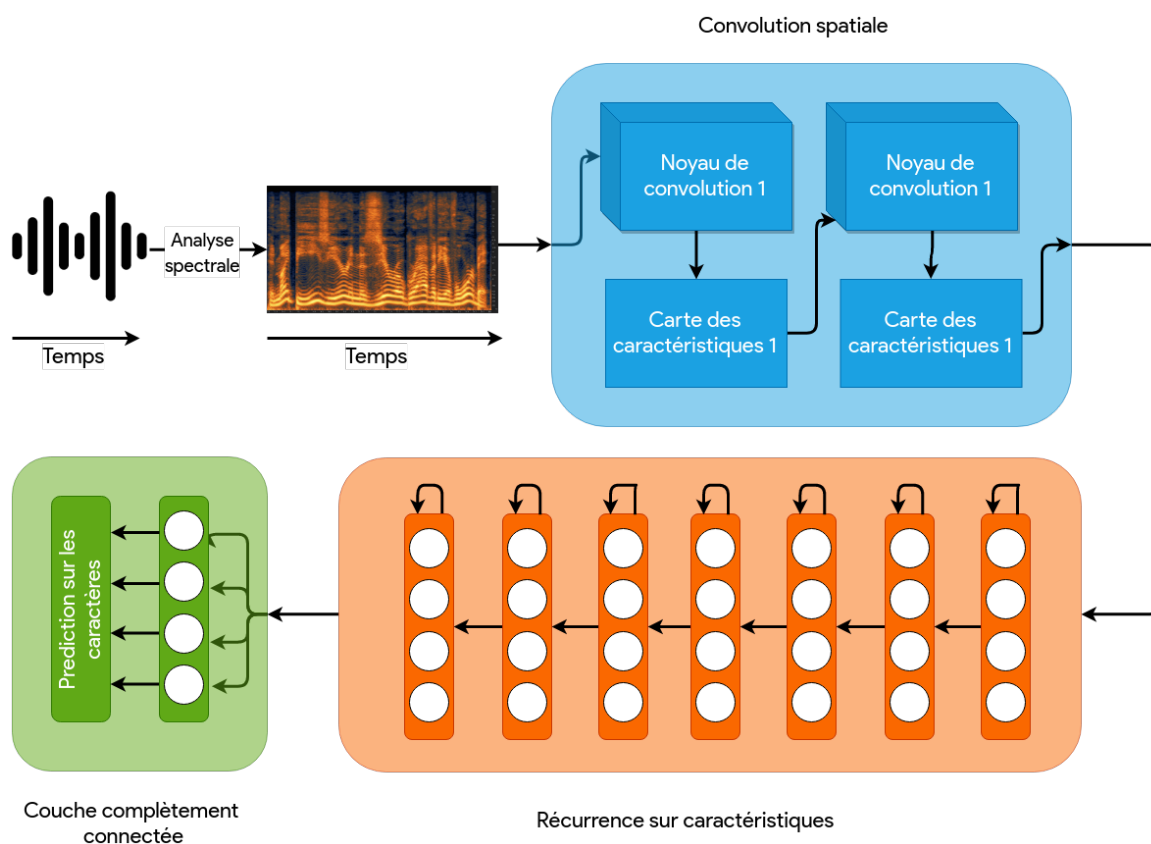 Convolution spatiale
Noyau de
convolution 1
Noyau de
convolution 1
Analyse
spectrale
Carte des
caractéristiques 1
Carte des
caractéristiques 1
Temps
Temps
Prediction sur les
caractères
Couche complètement
connectée
Récurrence sur caractéristiques